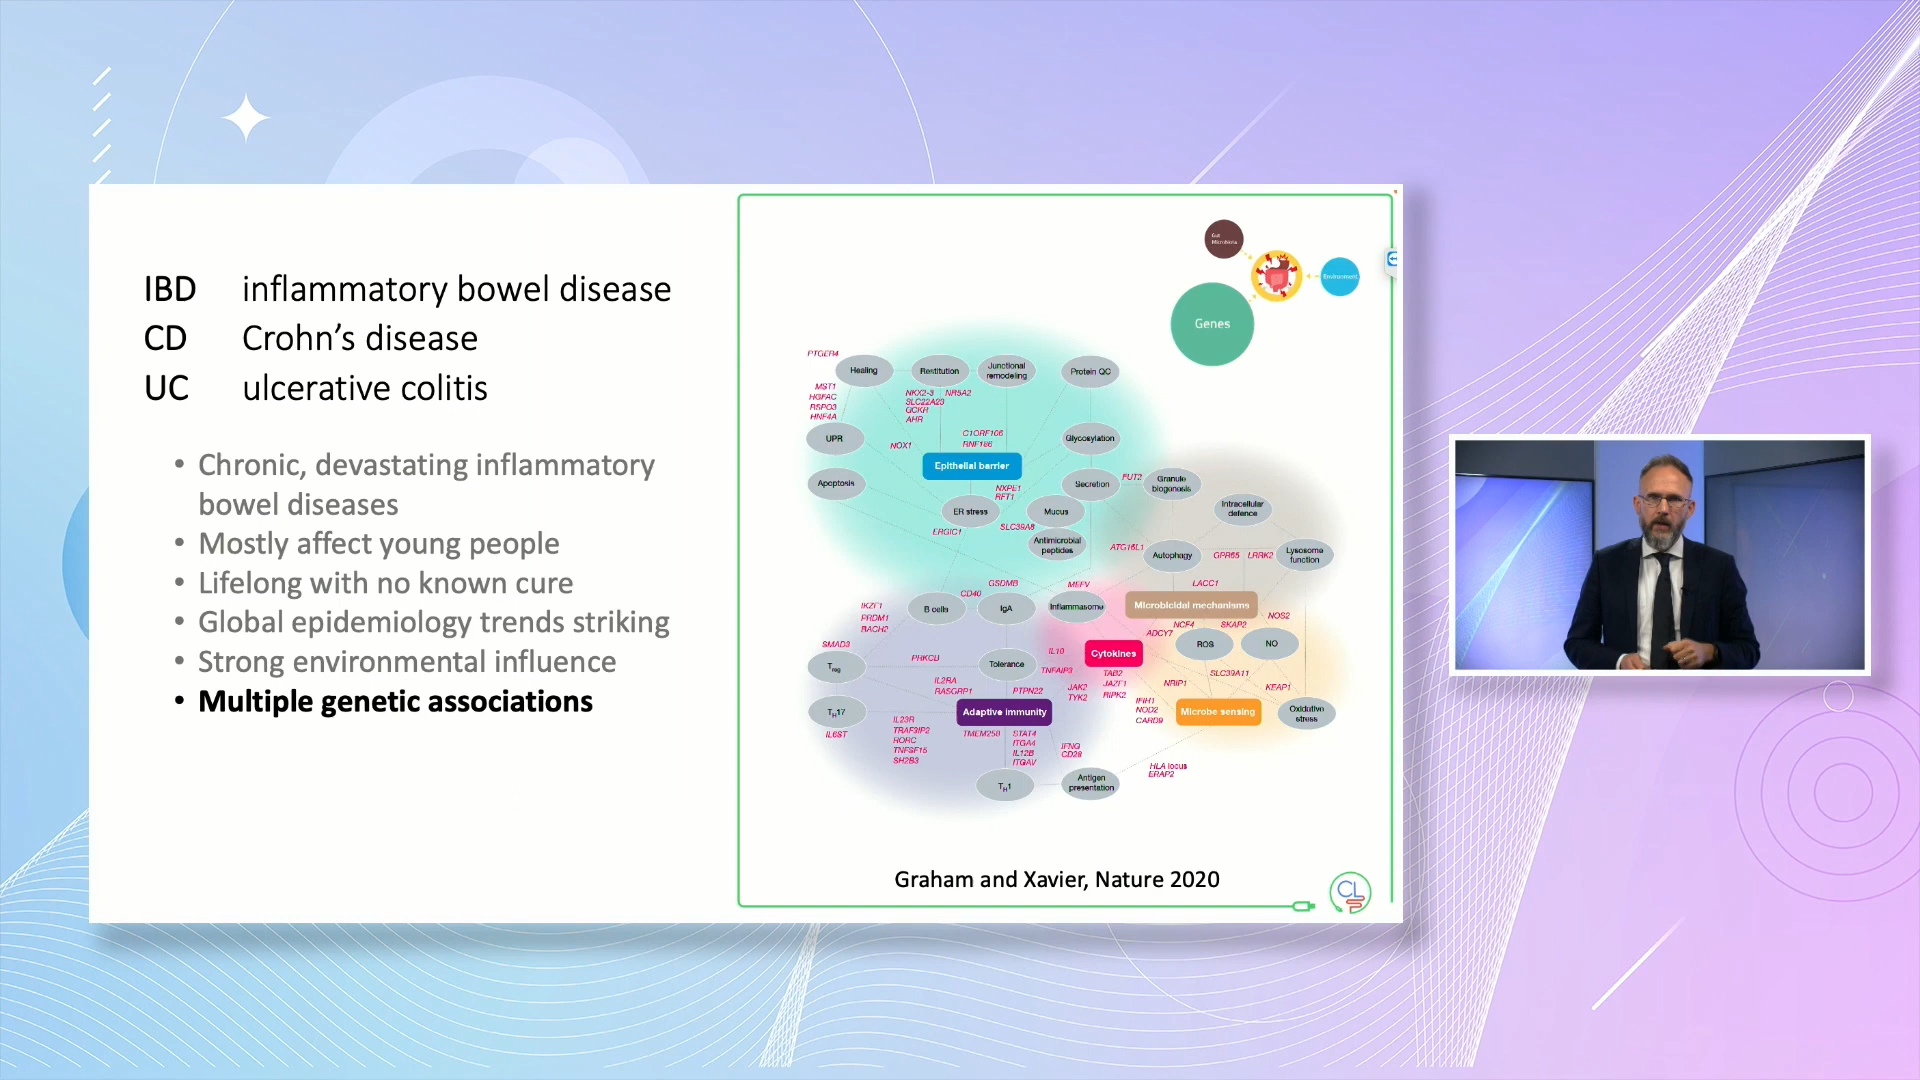 IBD inflammatory bowel disease
CD Crohn’s disease
UC ulcerative colitis
• Chronic, devastating inflammatory
bowel diseases
• Mostly affect young people
• Lifelong with no known cure
• Global epidemiology trends striking
• Strong environmental influence
• Multiple genetic associations
Gut
Microbiota
Environment
Genes
PTGER4
Healing
Restitution
Junctional
remodeling
Protein QC
MST1
HGFAC
RSPO3
HNF4A
NKX2-3 NR5A2
SLC22A23
GCKR
AHR
UPR
NOX1
C1ORF106
RNF186
Glycosylation
Epithelial barrier
Apoptosis
NXPE1
RFT1
Secretion
FUT2
Granule
biogenesis
ER stress
Mucus
Intracellular
defence
ERGIC1
SLC39A8
Antimicrobial
peptides
ATG16L1
Autophagy
GPR65
LRRK2
Lysosome
function
GSDMB
MEFV
LACC1
CD40
IKZF1
PRDM1
BACH2
B cells
IgA
Inflammasome
Microbicidal mechanisms
NOS2
NCF4
SKAP2
ADCY7
SMAD3
ROS
NO
Treg
PRKCB
Tolerance
IL10
Cytokines
TNFAIP3
TAB2
JAZF1
RIPK2
SLC39A11
NRIP1
KEAP1
IL2RA
RASGRP1
PTPN22
JAK2
TYK2
IFIH1
NOD2
CARD9
TH17
Adaptive immunity
Microbe sensing
Oxidative
stress
IL6ST
IL23R
TRAF3IP2
RORC
TNFSF15
SH2B3
TMEM258
STAT4
ITGA4
IL12B
ITGAV
IFNG
CD28
HLA locus
ERAP2
TH1
Antigen
presentation
Graham and Xavier, Nature 2020
CL